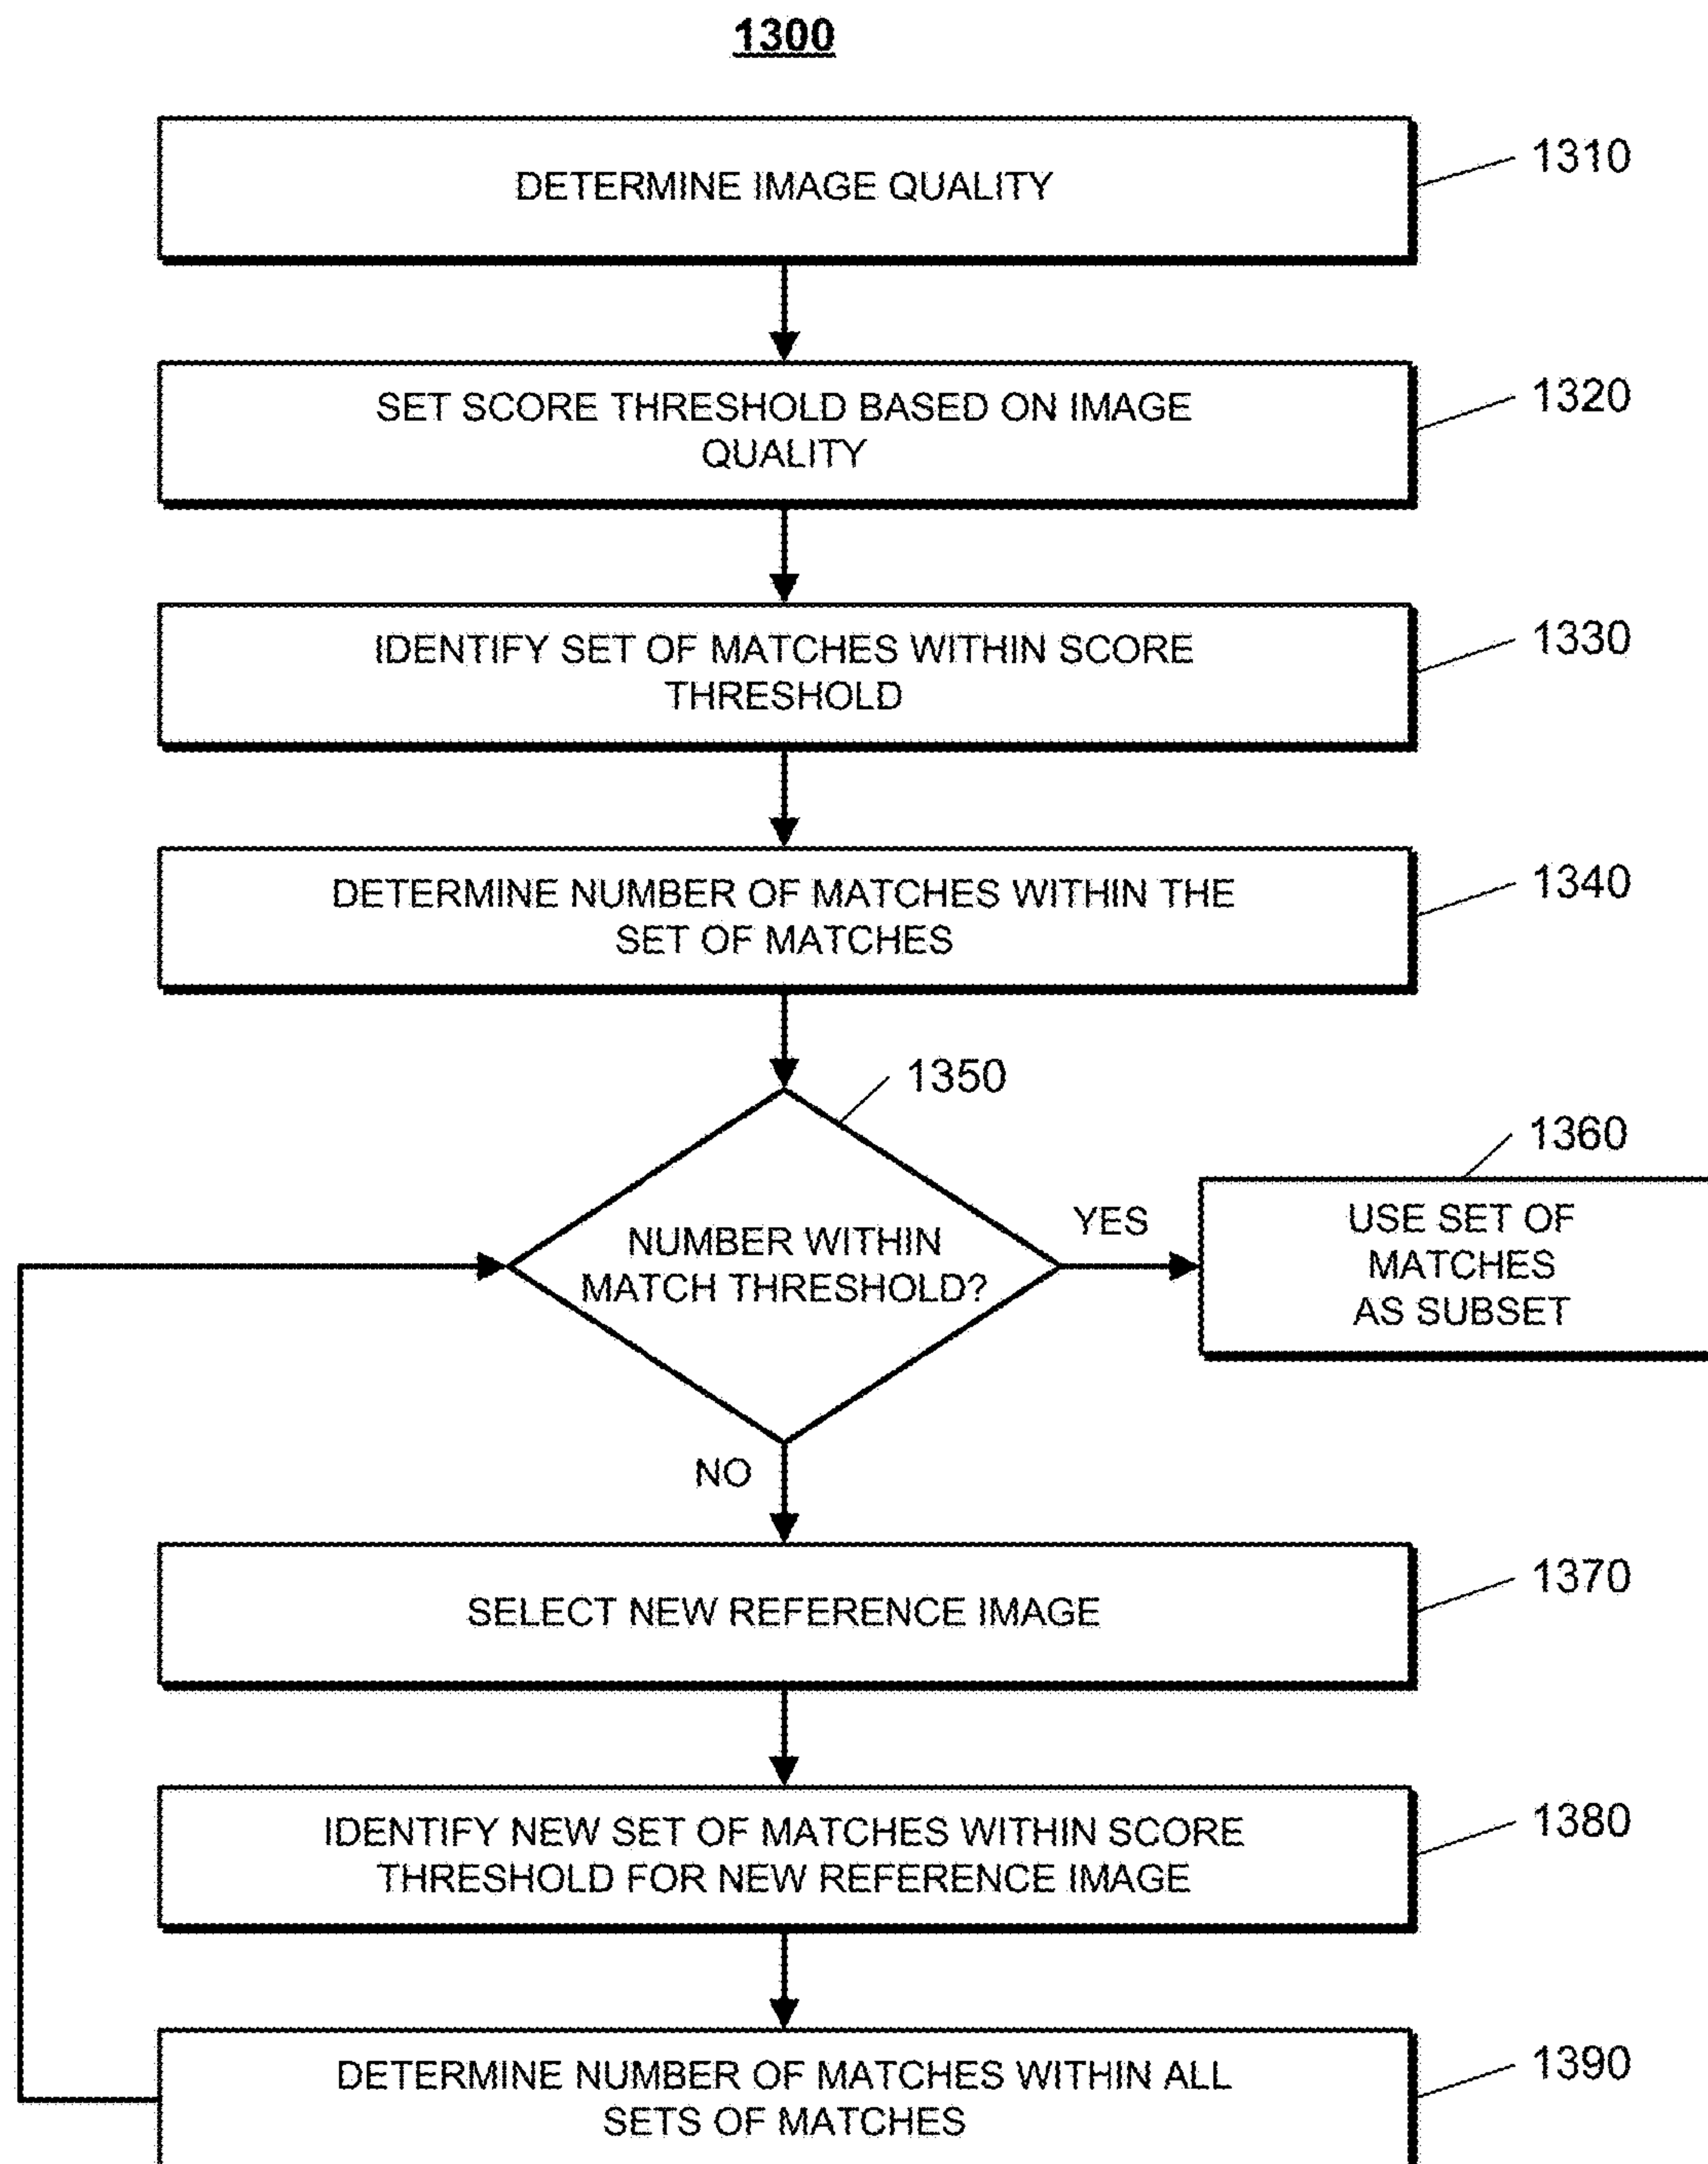 1300
DETERMINE IMAGE QUALITY
1310
SET SCORE THRESHOLD BASED ON IMAGE
QUALITY
1320
IDENTIFY SET OF MATCHES WITHIN SCORE
THRESHOLD
1330
DETERMINE NUMBER OF MATCHES WITHIN THE
SET OF MATCHES
1340
1350
NUMBER WITHIN
MATCH THRESHOLD?
YES
1360
USE SET OF
MATCHES
AS SUBSET
NO
SELECT NEW REFERENCE IMAGE
1370
IDENTIFY NEW SET OF MATCHES WITHIN SCORE
THRESHOLD FOR NEW REFERENCE IMAGE
1380
DETERMINE NUMBER OF MATCHES WITHIN ALL
SETS OF MATCHES
1390